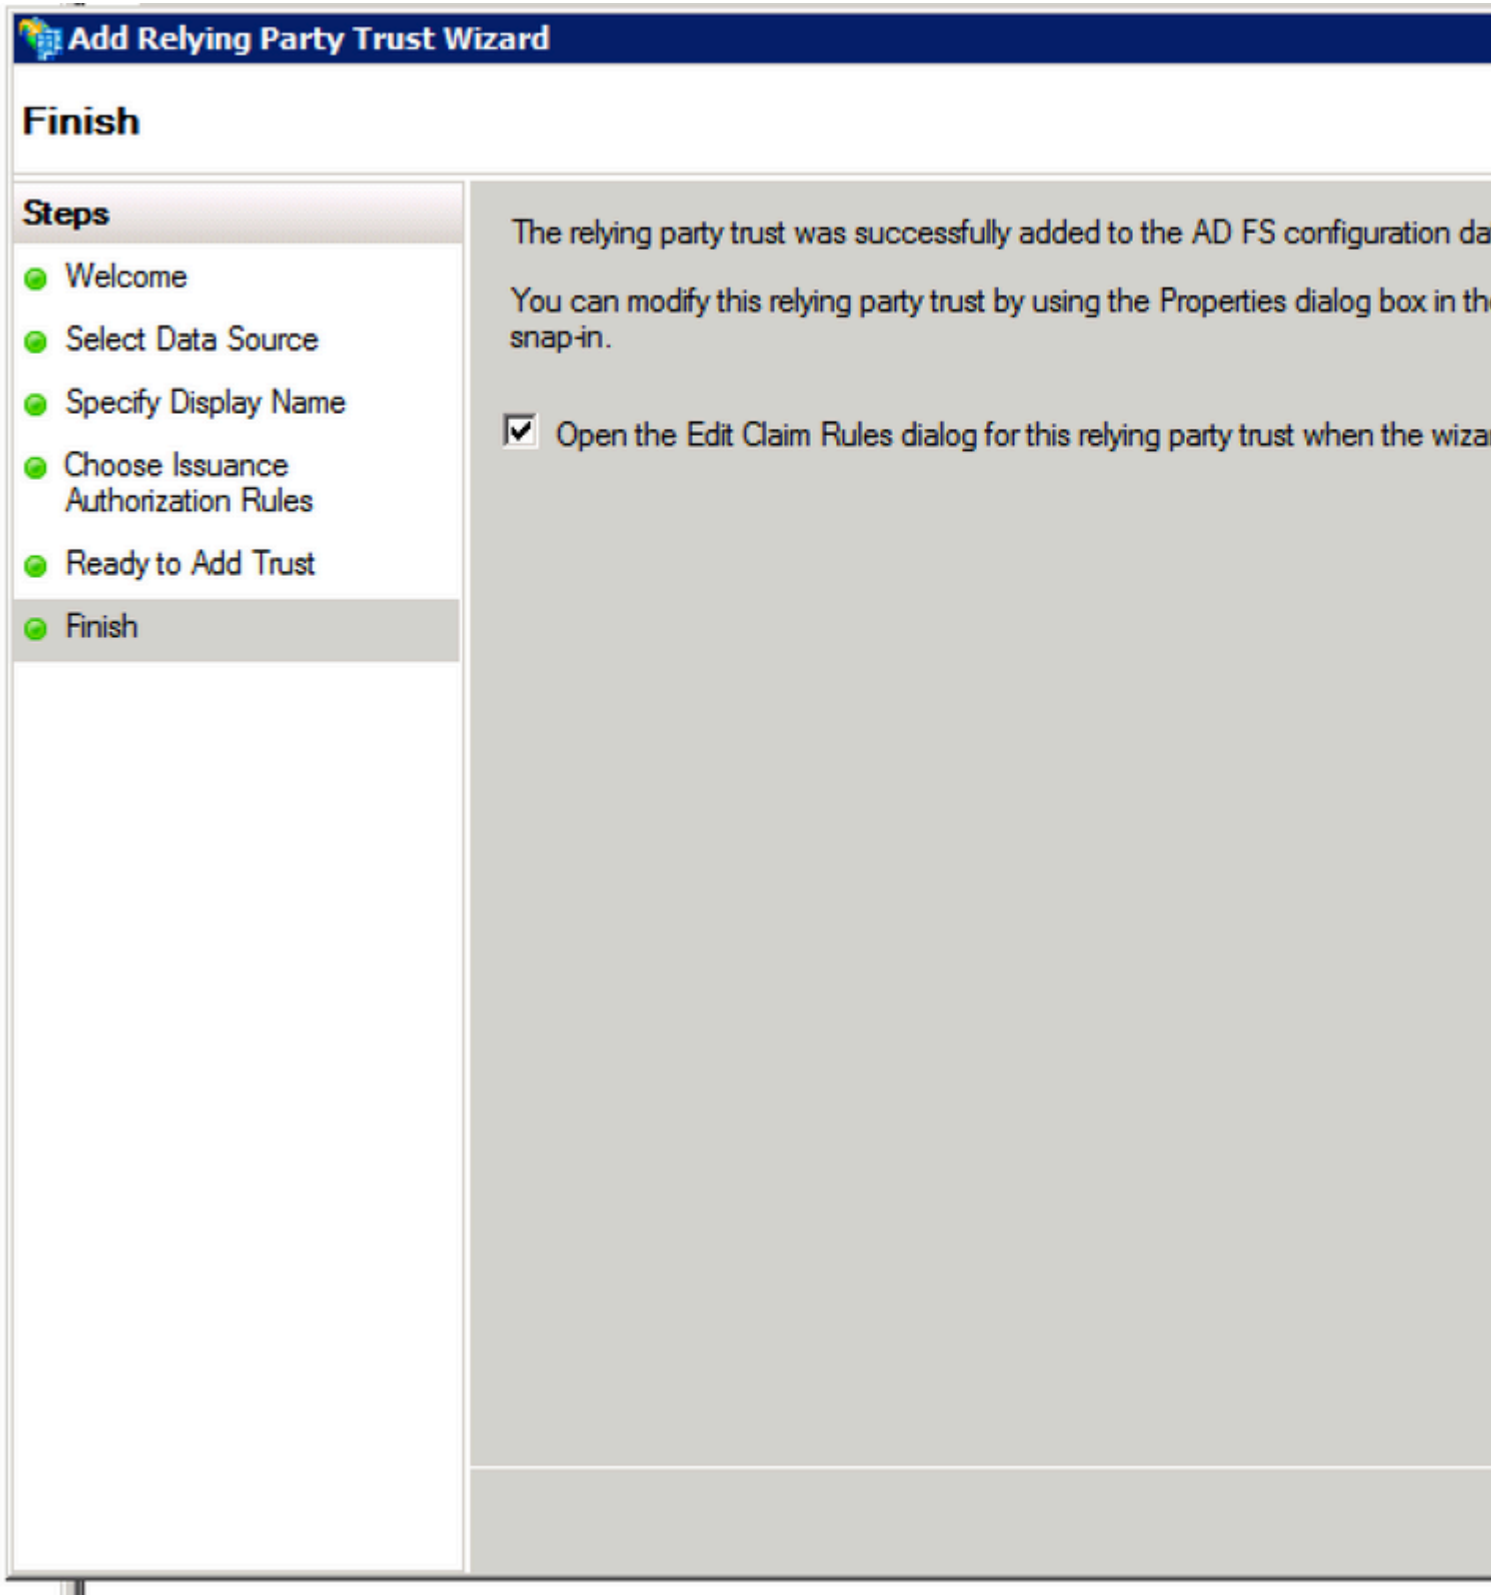 Add Relying Party Trust Wizard
Finish
Steps
Welcome
Select Data Source
Specify Display Name
Choose Issuance
Authorization Rules
Ready to Add Trust
Finish
The relying party trust was successfully added to the AD FS configuration
You can modify this relying party trust by using the Properties dialog box in
snap-in.
Open the Edit Claim Rules dialog for this relying party trust when the